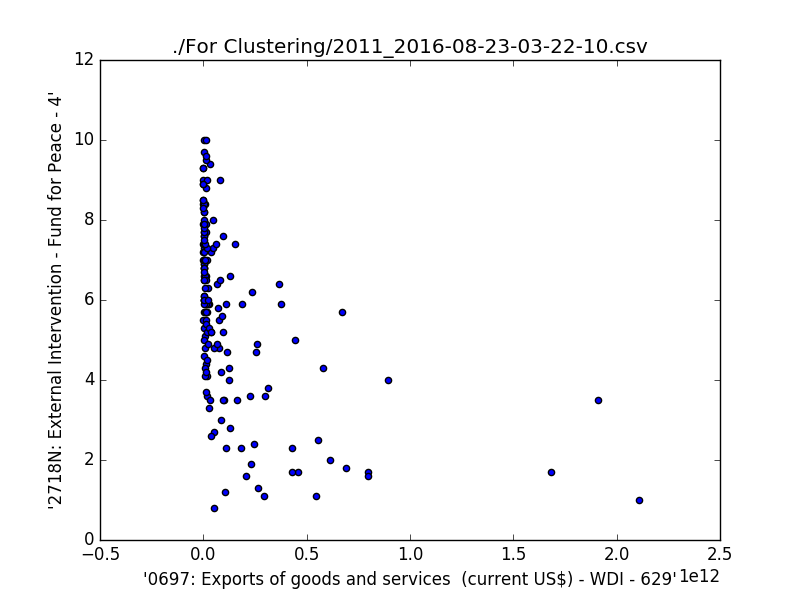 ./For Clustering/2011_2016-08-23-03-22-10.csv
12
10
8
6
4
2
0
'2718N: External Intervention - Fund for Peace - 4'
−0.5 0.0 0.5 1.0 1.5 2.0 2.5
1e12
'0697: Exports of goods and services  (current US$) - WDI - 629'